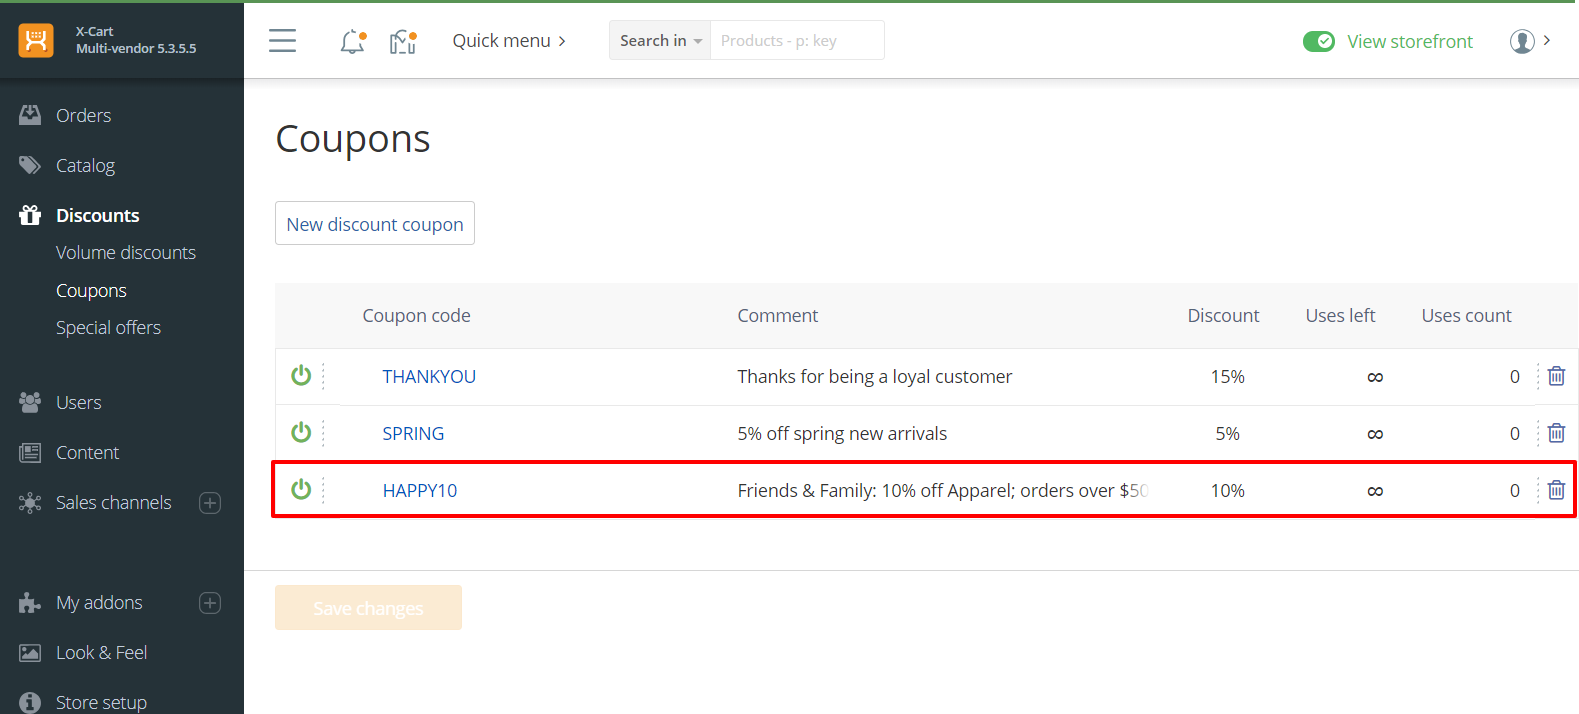 X-Cart
Multi-vendor 5.3.5.5
Quick menu
Search in
Products - p: key
View storefront
Orders
Catalog
Discounts
Volume discounts
Coupons
Special offers
Users
Content
Sales channels
My addons
Look & Feel
Store setup
Coupons
New discount coupon
Coupon code Comment Discount Uses left Uses count
THANKYOU Thanks for being a loyal customer 15% ∞ 0
SPRING 5% off spring new arrivals 5% ∞ 0
HAPPY10 Friends & Family: 10% off Apparel; orders over $50 10% ∞ 0
Save changes